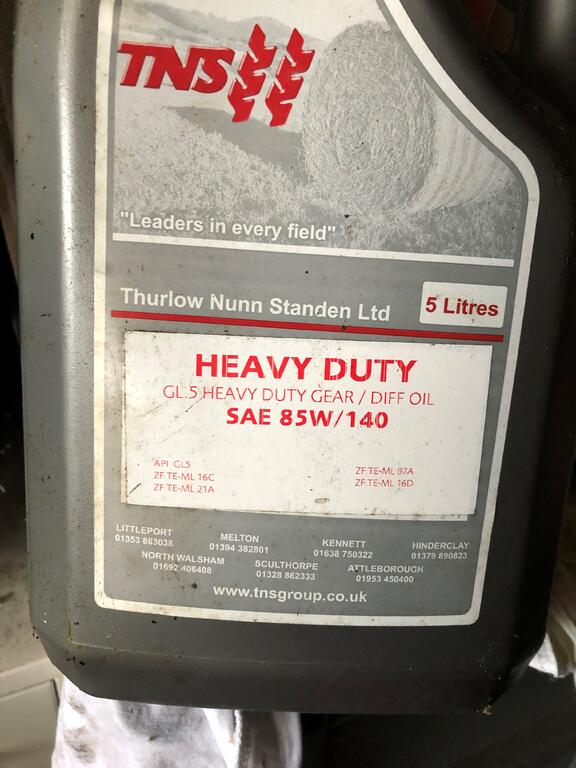 TNS
"Leaders in every field"
Thurlow Nunn Standen Ltd
5 Litres
HEAVY DUTY
GL.5 HEAVY DUTY GEAR / DIFF OIL
SAE 85W/140
API GL5
ZF TE-ML 16C
ZF TE-ML 21A
ZF TE-ML 07A
ZF TE-ML 16D
LITTLEPORT
01353 863038
MELTON
01394 382801
KENNETT
01638 750322
HINDERCLAY
01379 890823
NORTH WALSHAM
01692 406408
SCULTHORPE
01328 862333
ATTLEBOROUGH
01953 450400
www.tnsgroup.co.uk